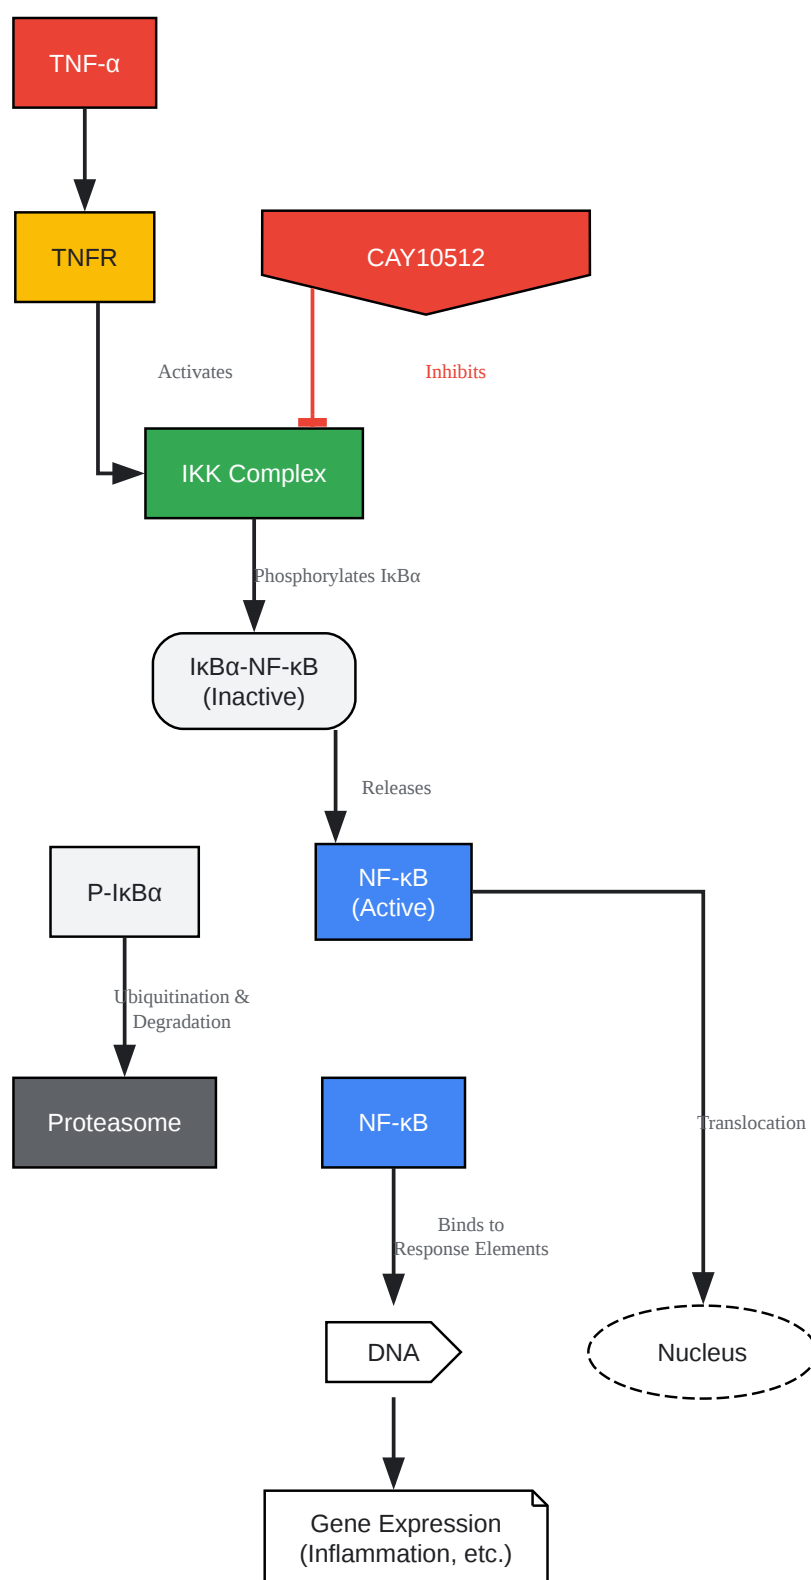 TNF-α
TNFR
CAY10512
Activates
Inhibits
IKK Complex
Phosphorylates IκBα
IκBα-NF-κB
(Inactive)
Releases
P-IκBα
NF-κB
(Active)
Ubiquitination &
Degradation
Proteasome
NF-κB
Translocation
Binds to
Response Elements
DNA
Nucleus
Gene Expression
(Inflammation, etc.)